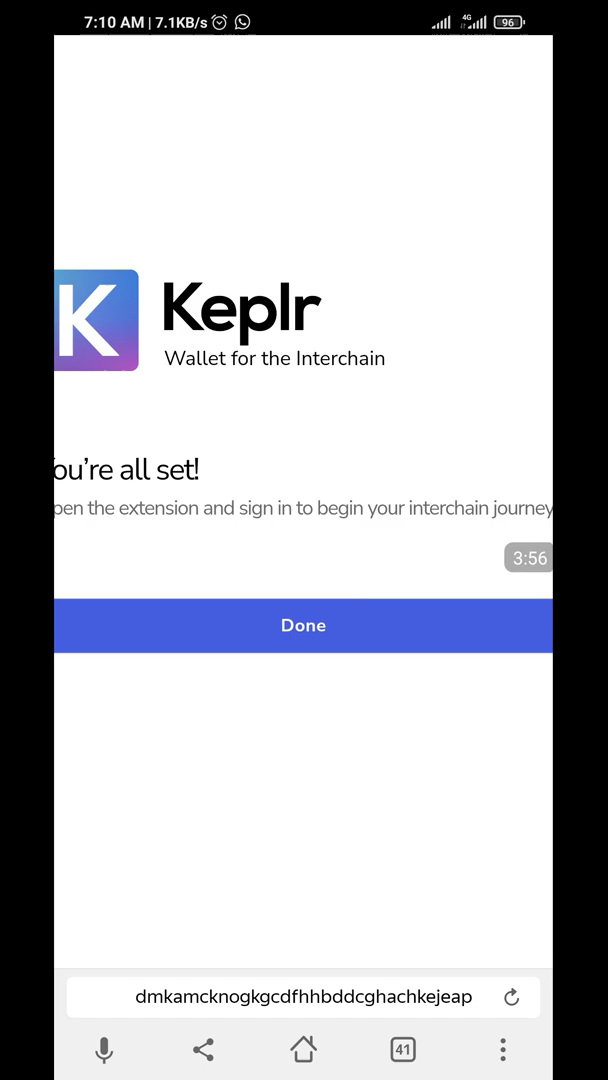 7:10 AM | 7.1KB/s
4G
96
K
Keplr
Wallet for the Interchain
ou're all set!
pen the extension and sign in to begin your interchain journey
3:56
Done
dmkamcknogkgcdfhhbddcghachkejeap
41